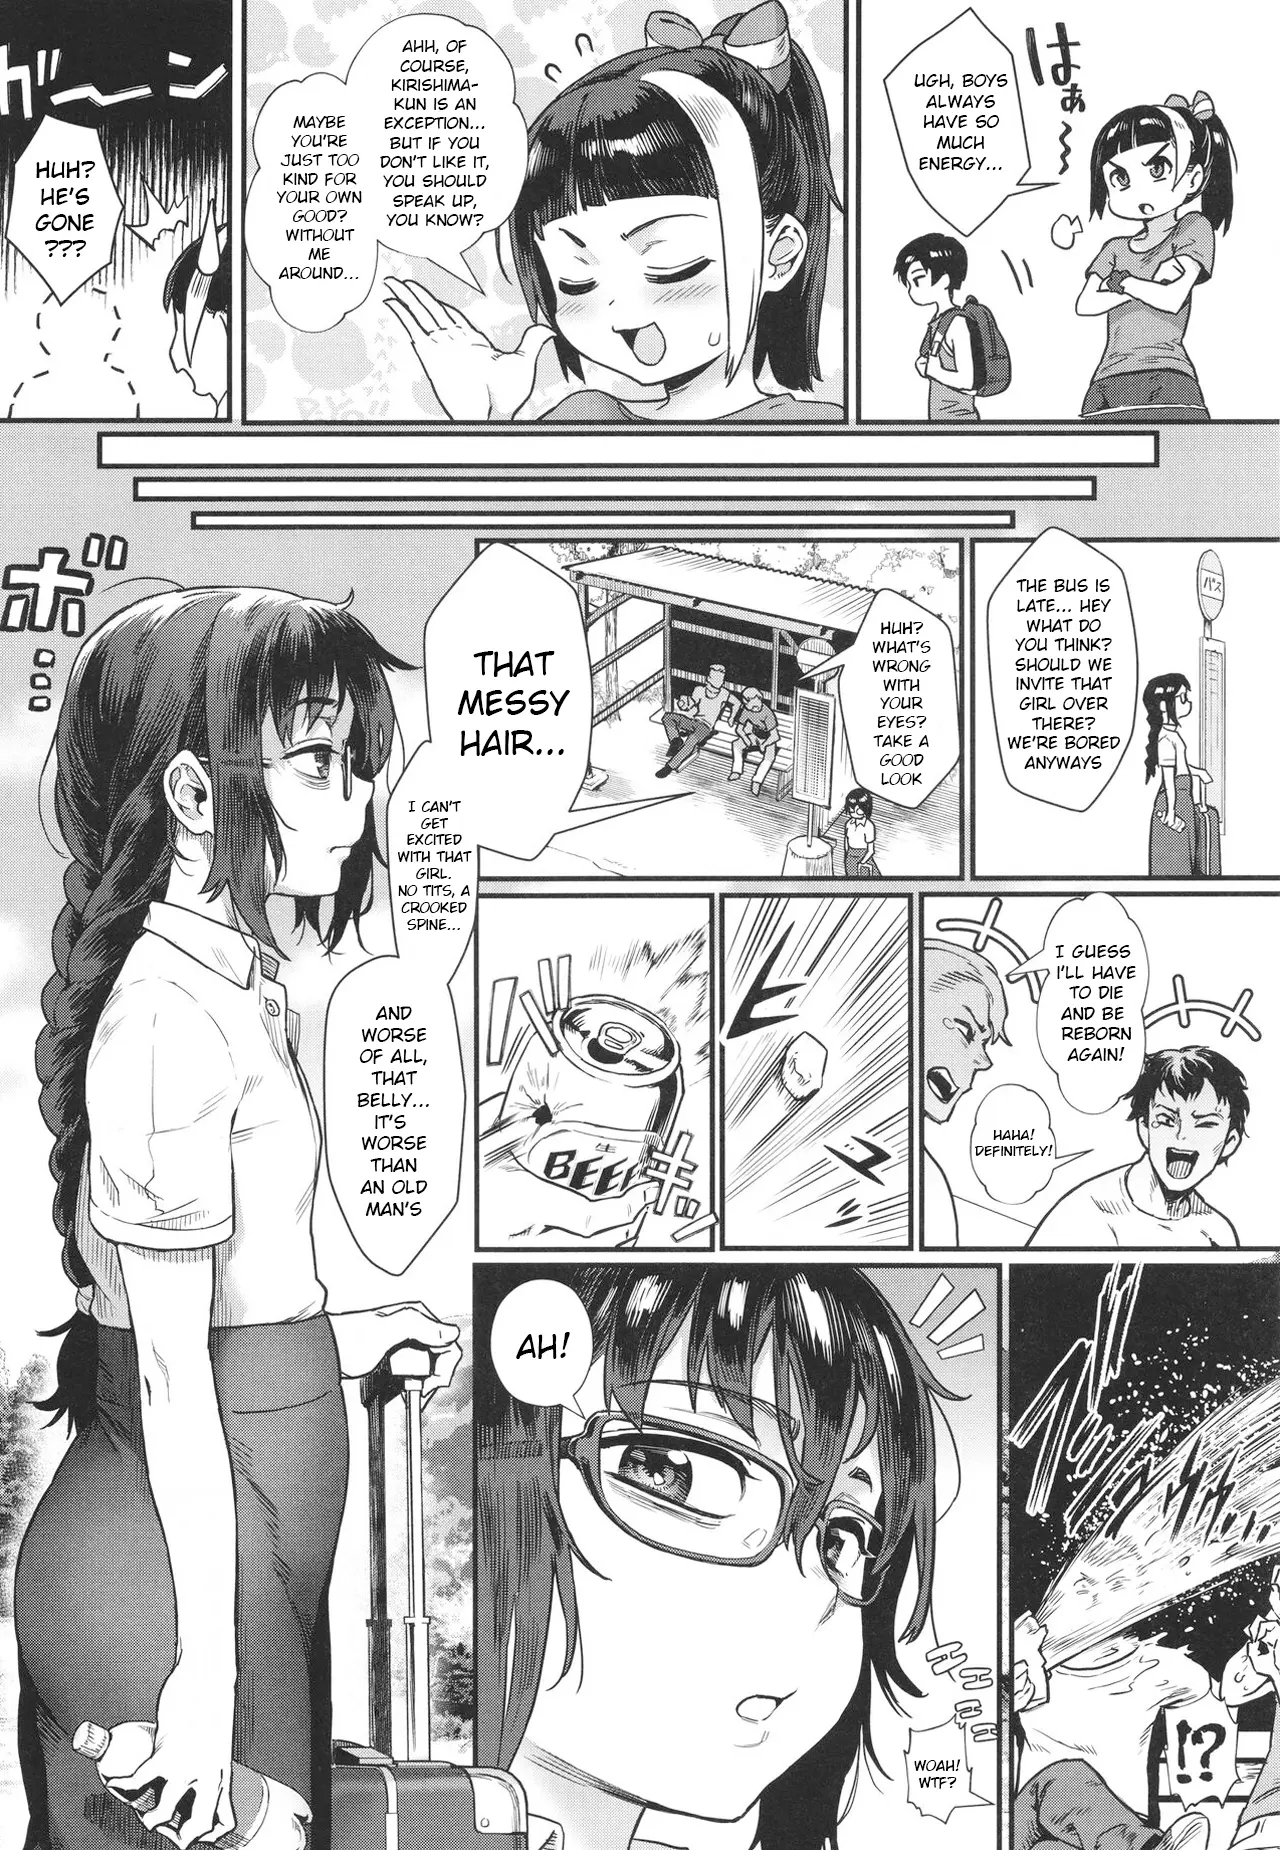 はぁ～
UGH, BOYS
ALWAYS
HAVE SO
MUCH
ENERGY...
AHH, OF
COURSE,
KIRISHIMA-
KUN IS AN
EXCEPTION...
BUT IF YOU
DON'T LIKE IT,
YOU SHOULD
SPEAK UP,
YOU KNOW?
MAYBE
YOU'RE
JUST TOO
KIND FOR
YOUR OWN
GOOD?
WITHOUT
ME
AROUND...
ガーン
HUH?
HE'S
GONE
???
バス
THE BUS IS
LATE... HEY
WHAT DO
YOU THINK?
SHOULD WE
INVITE THAT
GIRL OVER
THERE?
WE'RE BORED
ANYWAYS
HUH?
WHAT'S
WRONG
WITH
YOUR
EYES?
TAKE A
GOOD
LOOK
THAT
MESSY
HAIR...
ボ
I CAN'T
GET
EXCITED
WITH THAT
GIRL.
NO TITS, A
CROOKED
SPINE...
AND
WORSE
OF ALL,
THAT
BELLY...
IT'S
WORSE
THAN
AN OLD
MAN'S
I GUESS
I'LL HAVE
TO DIE
AND BE
REBORN
AGAIN!
HAHA!
DEFINITELY!
ビュ
生
BEER
AH!
WOAH!
WTF?
!?